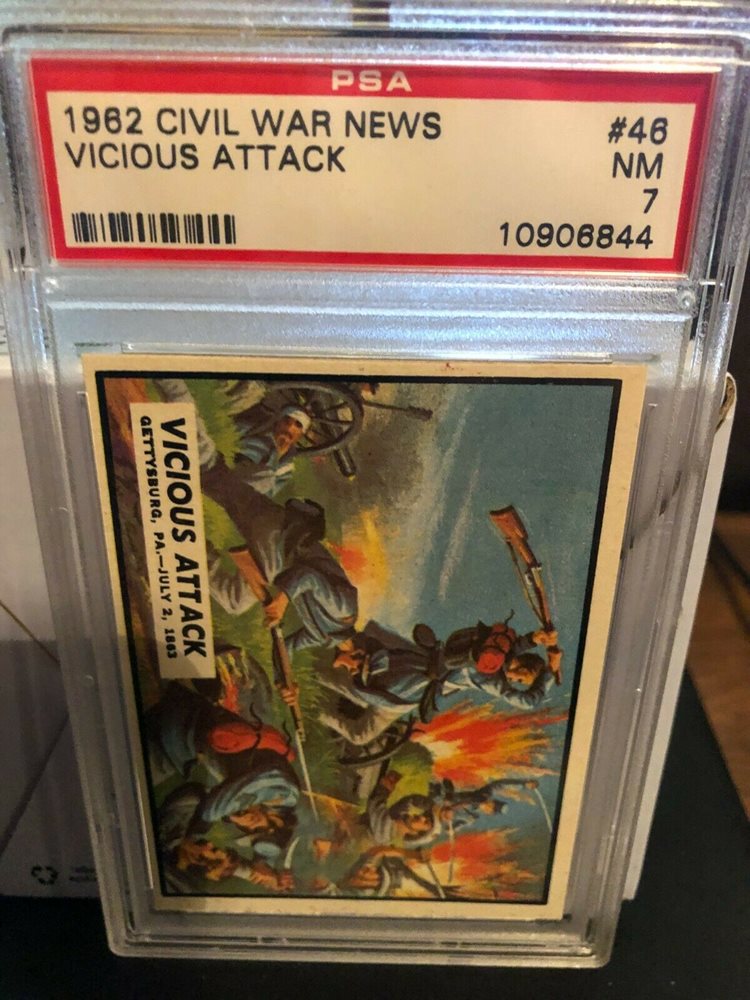 PSA
1962 CIVIL WAR NEWS #46
VICIOUS ATTACK NM
7
10906844
VICIOUS ATTACK
GETTYSBURG, PA.—JULY 2, 1863